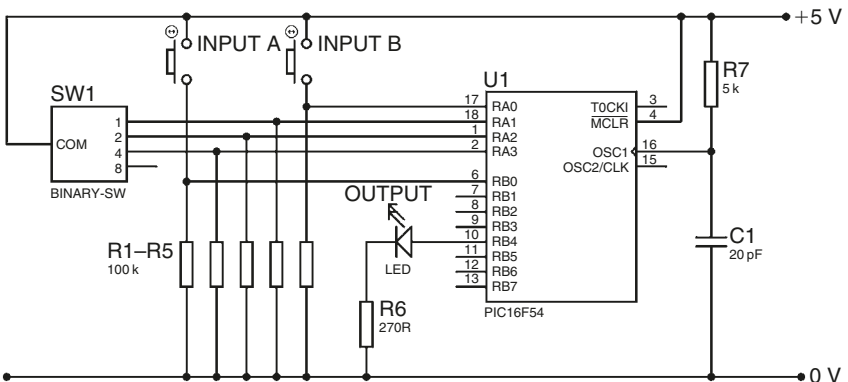 +5 V
INPUT A
INPUT B
U1
R7
5 k
SW1
COM
1
2
4
8
BINARY-SW
17
18
1
2
6
7
8
9
10
11
12
13
RA0
RA1
RA2
RA3
RB0
RB1
RB2
RB3
RB4
RB5
RB6
RB7
T0CKI
MCLR
OSC1
OSC2/CLK
3
4
16
15
PIC16F54
OUTPUT
LED
R1–R5
100 k
R6
270R
C1
20 pF
0 V